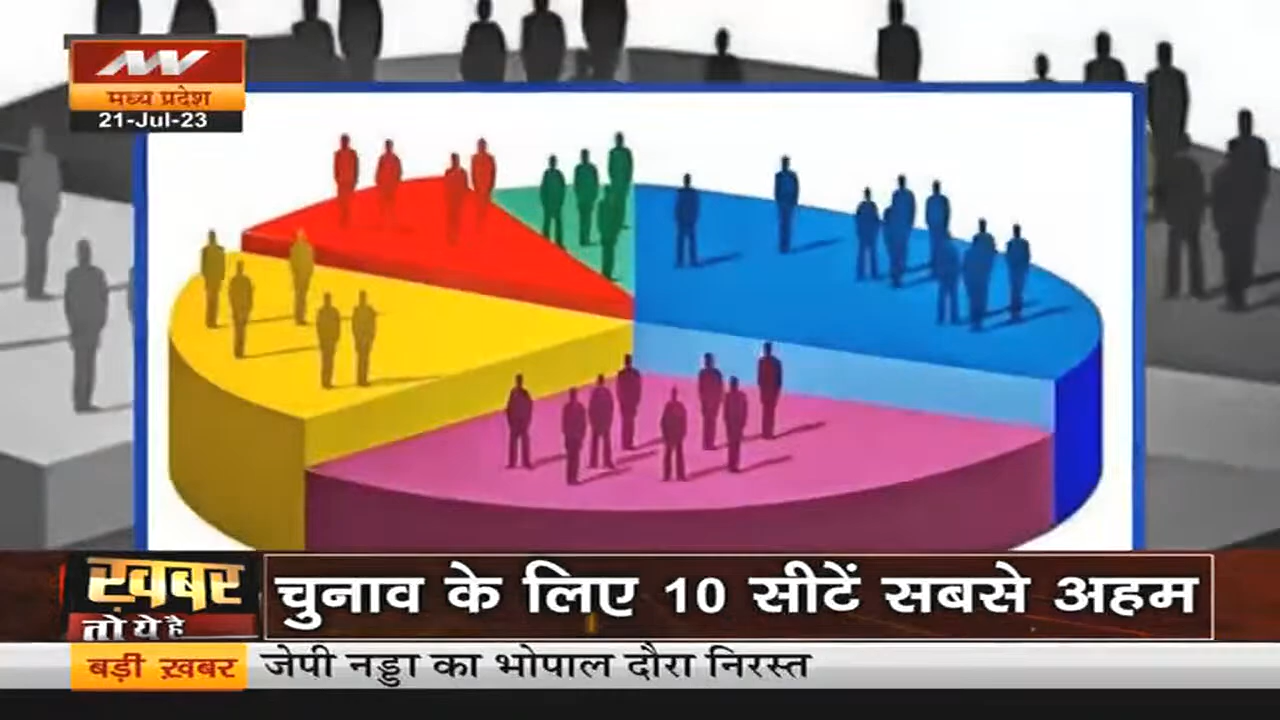 मध्य प्रदेश
21-Jul-23
ख़बर
तो ये है
चुनाव के लिए 10 सीटें सबसे अहम
बड़ी ख़बर
जेपी नड्डा का भोपाल दौरा निरस्त